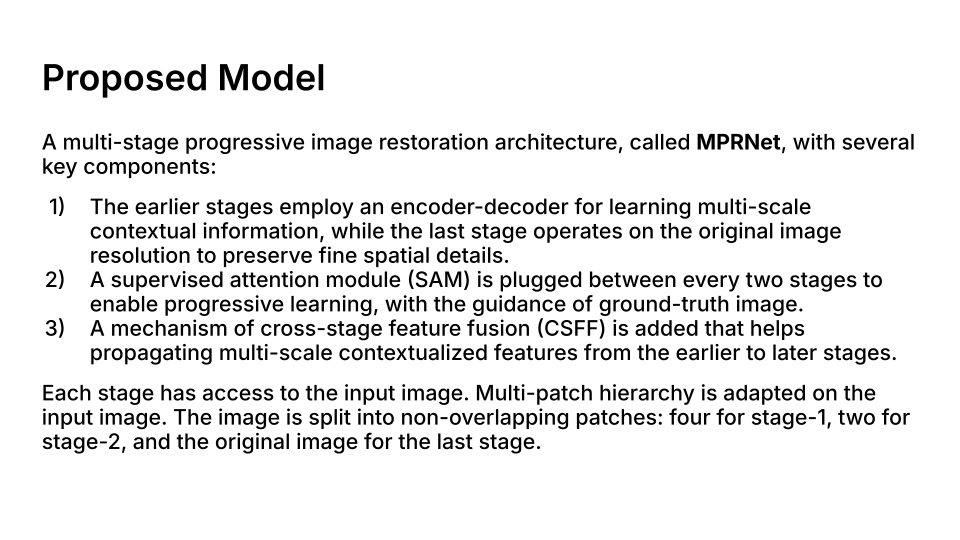 Proposed Model
A multi-stage progressive image restoration architecture, called MPRNet, with several
key components:
1) The earlier stages employ an encoder-decoder for learning multi-scale
contextual information, while the last stage operates on the original image
resolution to preserve fine spatial details.
2) A supervised attention module (SAM) is plugged between every two stages to
enable progressive learning, with the guidance of ground-truth image.
3) A mechanism of cross-stage feature fusion (CSFF) is added that helps
propagating multi-scale contextualized features from the earlier to later stages.
Each stage has access to the input image. Multi-patch hierarchy is adapted on the
input image. The image is split into non-overlapping patches: four for stage-1, two for
stage-2, and the original image for the last stage.